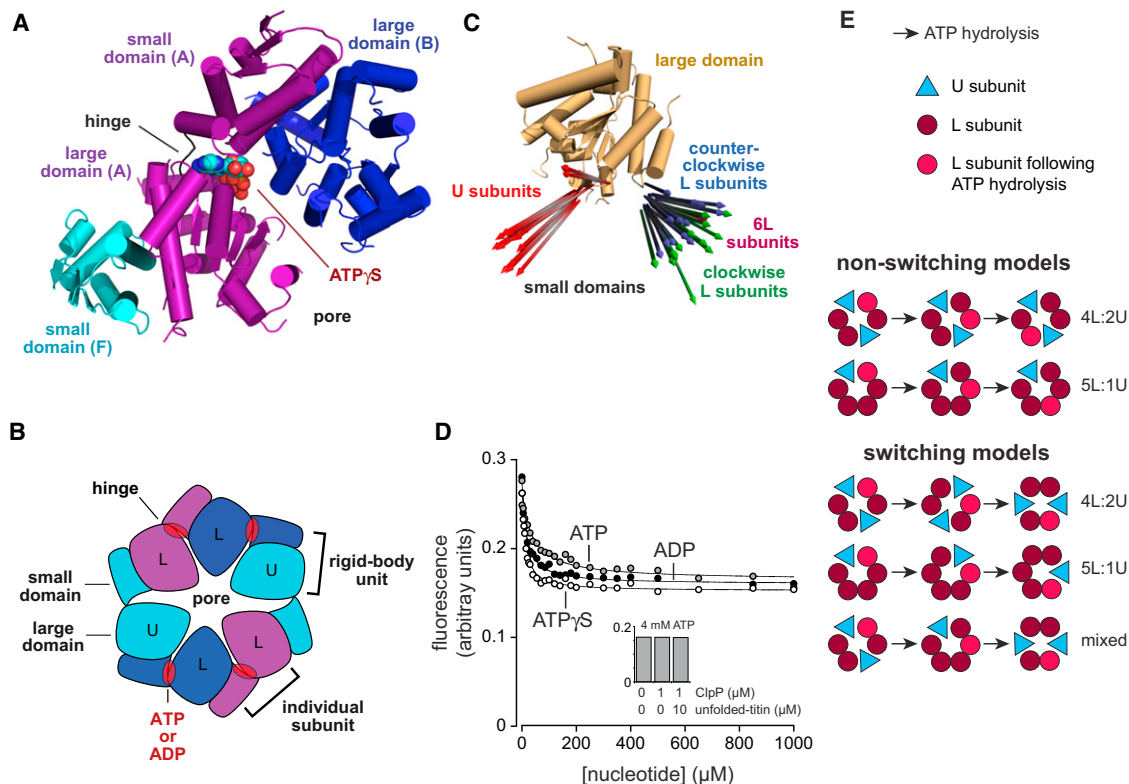 A
small
domain (A)
large
domain (B)
hinge
large
domain (A)
ATPγS
small
domain (F)
pore
B
hinge
L
L
U
rigid-body
unit
small
domain
pore
large
domain
U
L
L
ATP
or
ADP
individual
subunit
C
large domain
U subunits
counter-
clockwise
L subunits
6L
subunits
clockwise
L subunits
small domains
D
fluorescence
(arbitray units)
0.3
0.2
0.1
0
ATP
ADP
ATPγS
4 mM ATP
0.2
0
0 1 1
ClpP (μM)
0 0 10
unfolded-titin (μM)
0 200 400 600 800 1000
[nucleotide] (μM)
E
ATP hydrolysis
U subunit
L subunit
L subunit following
ATP hydrolysis
non-switching models
4L:2U
5L:1U
switching models
4L:2U
5L:1U
mixed